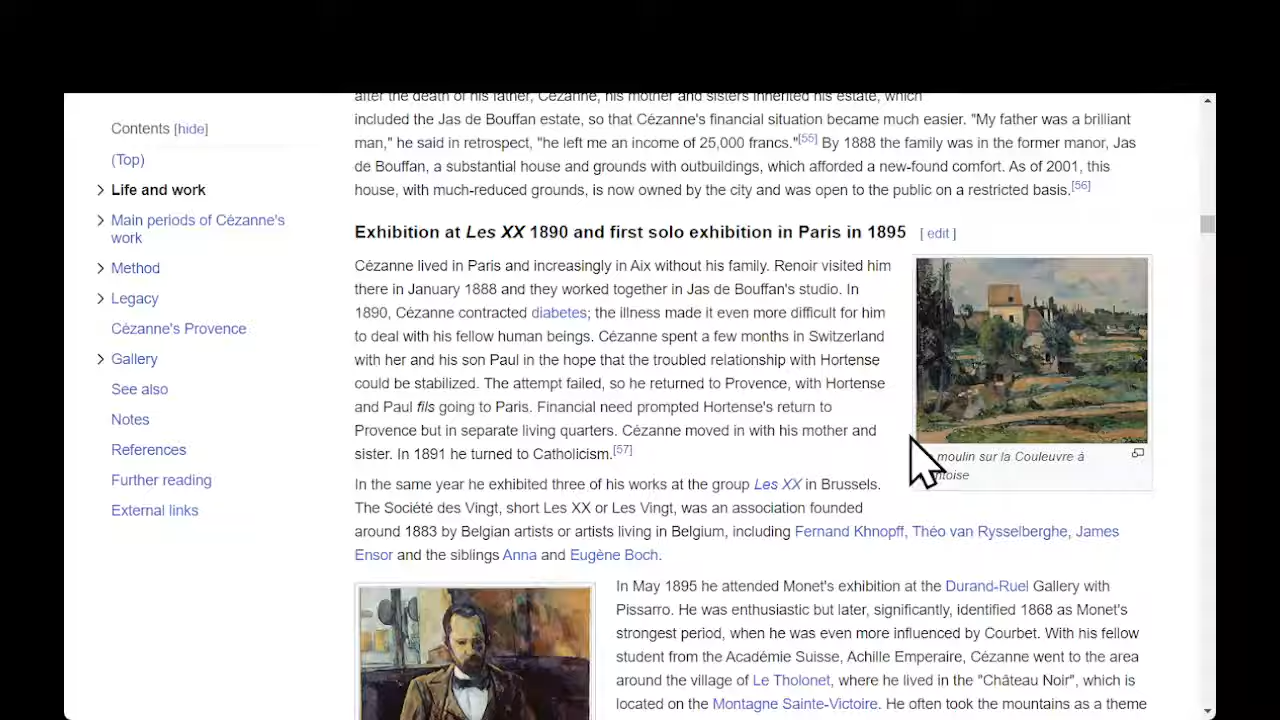 Contents [hide]
(Top)
Life and work
Main periods of Cézanne's
work
Method
Legacy
Cézanne's Provence
Gallery
See also
Notes
References
Further reading
External links
after the death of his father, Cézanne, his mother and sisters inherited his estate, which
included the Jas de Bouffan estate, so that Cézanne's financial situation became much easier. "My father was a brilliant
man," he said in retrospect, "he left me an income of 25,000 francs."[55] By 1888 the family was in the former manor, Jas
de Bouffan, a substantial house and grounds with outbuildings, which afforded a new-found comfort. As of 2001, this
house, with much-reduced grounds, is now owned by the city and was open to the public on a restricted basis.[56]
Exhibition at Les XX 1890 and first solo exhibition in Paris in 1895 [ edit ]
Cézanne lived in Paris and increasingly in Aix without his family. Renoir visited him
there in January 1888 and they worked together in Jas de Bouffan's studio. In
1890, Cézanne contracted diabetes; the illness made it even more difficult for him
to deal with his fellow human beings. Cézanne spent a few months in Switzerland
with her and his son Paul in the hope that the troubled relationship with Hortense
could be stabilized. The attempt failed, so he returned to Provence, with Hortense
and Paul fils going to Paris. Financial need prompted Hortense's return to
Provence but in separate living quarters. Cézanne moved in with his mother and
sister. In 1891 he turned to Catholicism.[57]
moulin sur la Couleuvre à
In the same year he exhibited three of his works at the group Les XX in Brussels.
The Société des Vingt, short Les XX or Les Vingt, was an association founded
around 1883 by Belgian artists or artists living in Belgium, including Fernand Khnopff, Théo van Rysselberghe, James
Ensor and the siblings Anna and Eugène Boch.
In May 1895 he attended Monet's exhibition at the Durand-Ruel Gallery with
Pissarro. He was enthusiastic but later, significantly, identified 1868 as Monet's
strongest period, when he was even more influenced by Courbet. With his fellow
student from the Académie Suisse, Achille Emperaire, Cézanne went to the area
around the village of Le Tholonet, where he lived in the "Château Noir", which is
located on the Montagne Sainte-Victoire. He often took the mountains as a theme